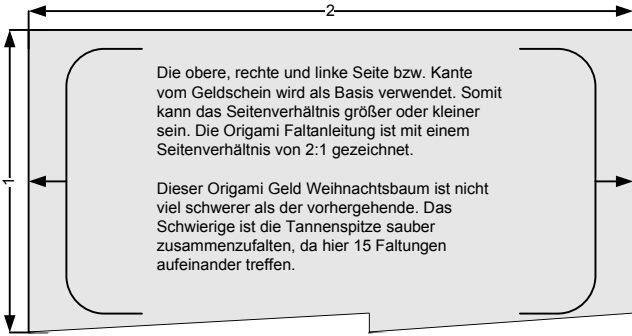 2
1
Die obere, rechte und linke Seite bzw. Kante
vom Geldschein wird als Basis verwendet. Somit
kann das Seitenverhältnis größer oder kleiner
sein. Die Origami Faltanleitung ist mit einem
Seitenverhältnis von 2:1 gezeichnet.
Dieser Origami Geld Weihnachtsbaum ist nicht
viel schwerer als der vorhergehende. Das
Schwierige ist die Tannenspitze sauber
zusammenzufalten, da hier 15 Faltungen
aufeinander treffen.